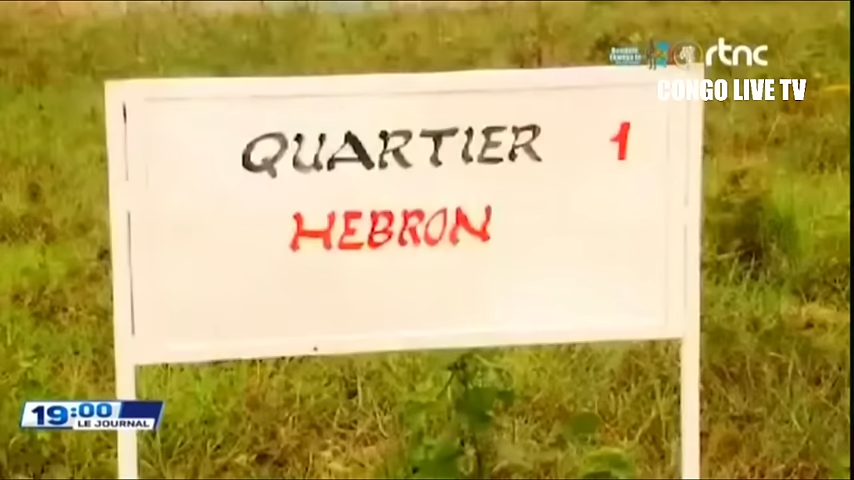 rtnc
CONGO LIVE TV
QUARTIER 1
HEBRON
19:00
LE JOURNAL